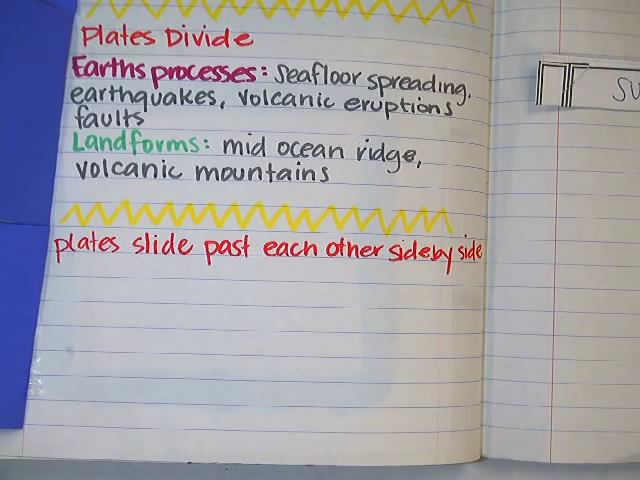 Plates Divide
Earths processes: Seafloor spreading.
earthquakes, volcanic eruptions
faults
Landforms: mid ocean ridge,
volcanic mountains
plates slide past each other side by side
SU